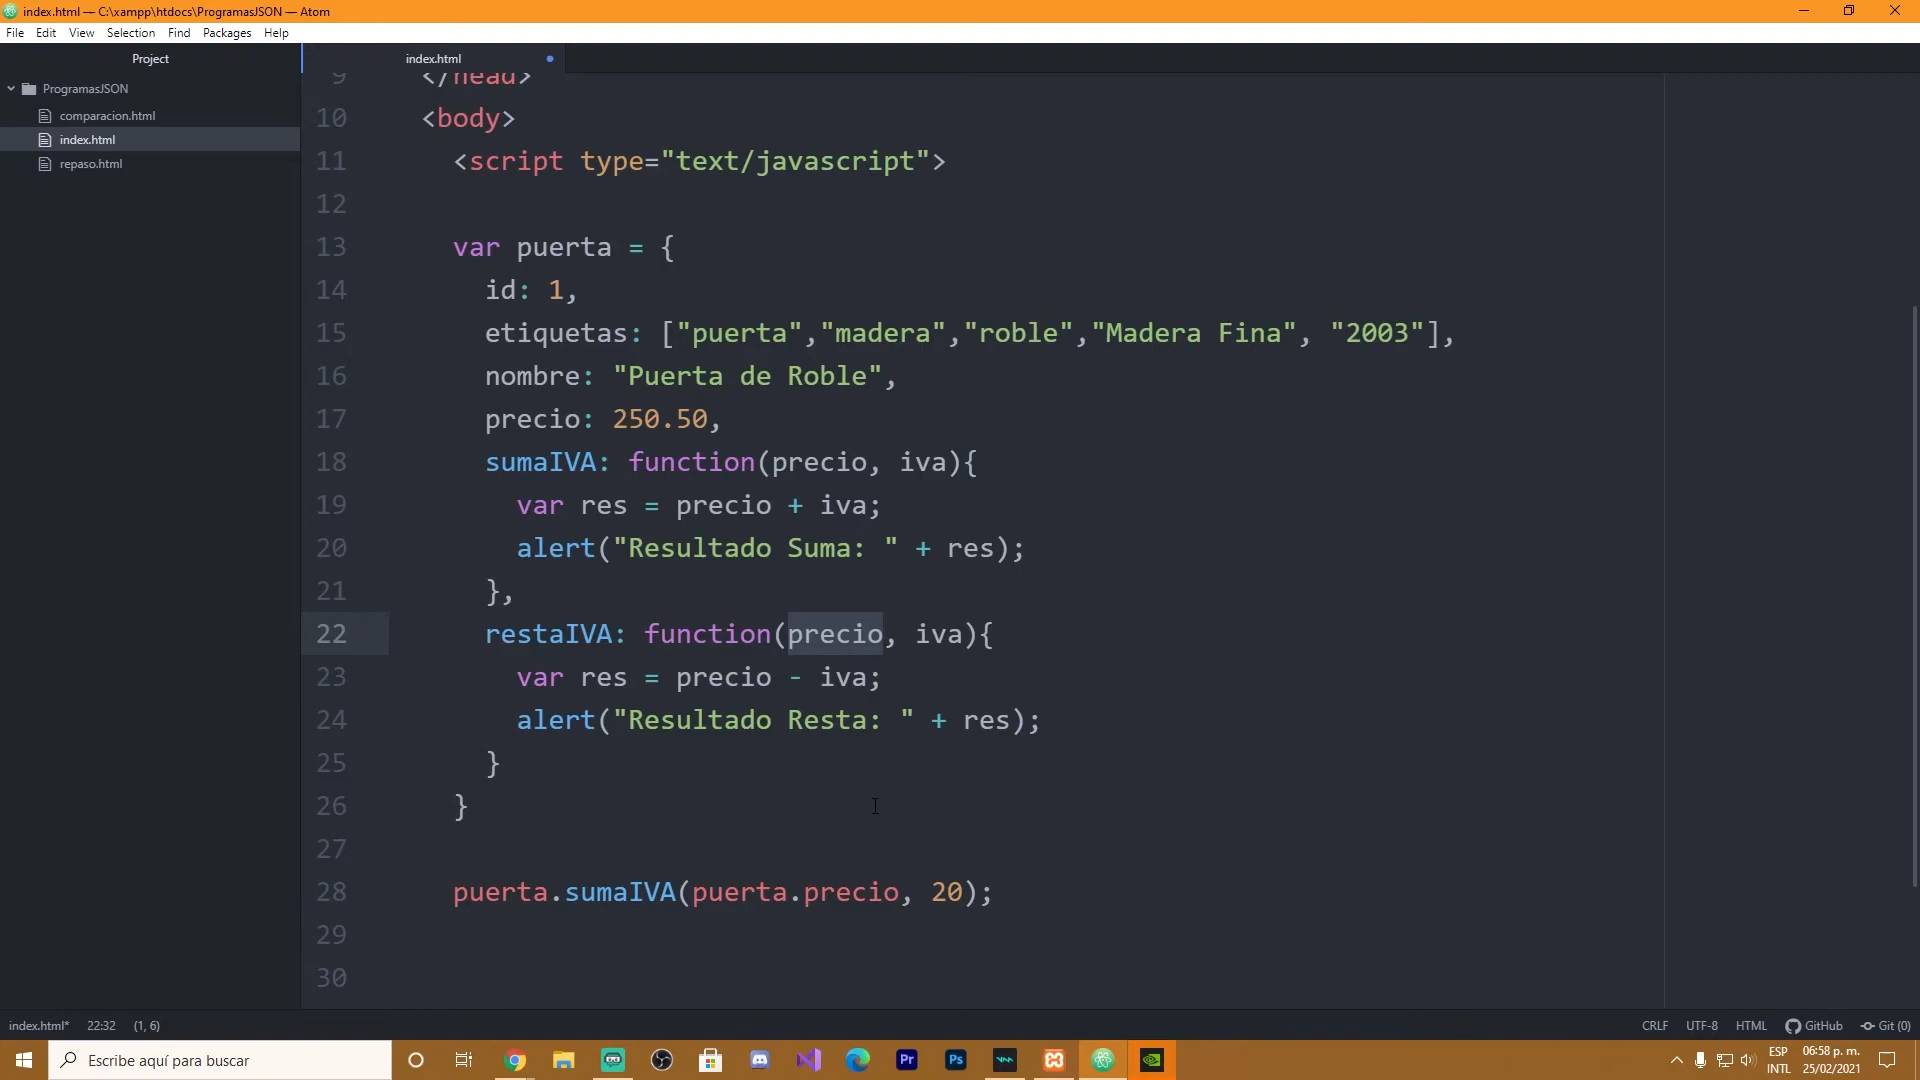 index.html — C:\xampp\htdocs\ProgramasJSON — Atom
File Edit View Selection Find Packages Help
Project
index.html
ProgramasJSON
comparacion.html
index.html
repaso.html
9 </head>
10 <body>
11 <script type="text/javascript">
12
13 var puerta = {
14 id: 1,
15 etiquetas: ["puerta","madera","roble","Madera Fina", "2003"],
16 nombre: "Puerta de Roble",
17 precio: 250.50,
18 sumaIVA: function(precio, iva){
19 var res = precio + iva;
20 alert("Resultado Suma: " + res);
21 },
22 restaIVA: function(precio, iva){
23 var res = precio - iva;
24 alert("Resultado Resta: " + res);
25 }
26 }
27
28 puerta.sumaIVA(puerta.precio, 20);
29
30
index.html* 22:32 (1, 6) CRLF UTF-8 HTML GitHub Git (0)
Escribe aquí para buscar
Pr
Ps
ESP
INTL
06:58 p. m.
25/02/2021